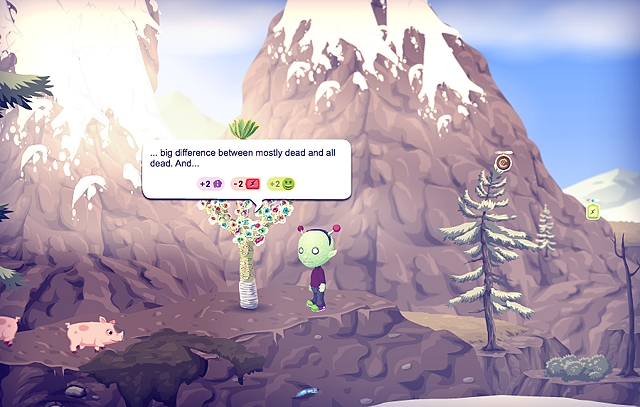 ... big difference between mostly dead and all
dead. And...
+2 -2 +2